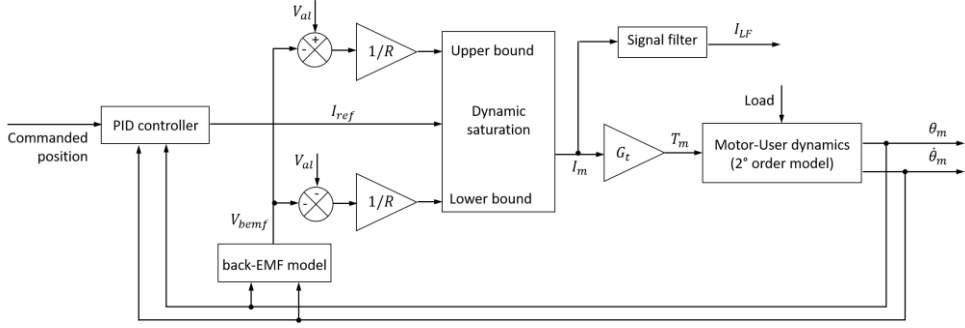 V_al
+
-
1/R
Upper bound
Signal filter
I_LF
Commanded
position
PID controller
I_ref
Dynamic
saturation
I_m
G_t
T_m
Load
Motor-User dynamics
(2° order model)
θ_m
θ̇_m
V_al
-
-
1/R
Lower bound
V_bemf
back-EMF model